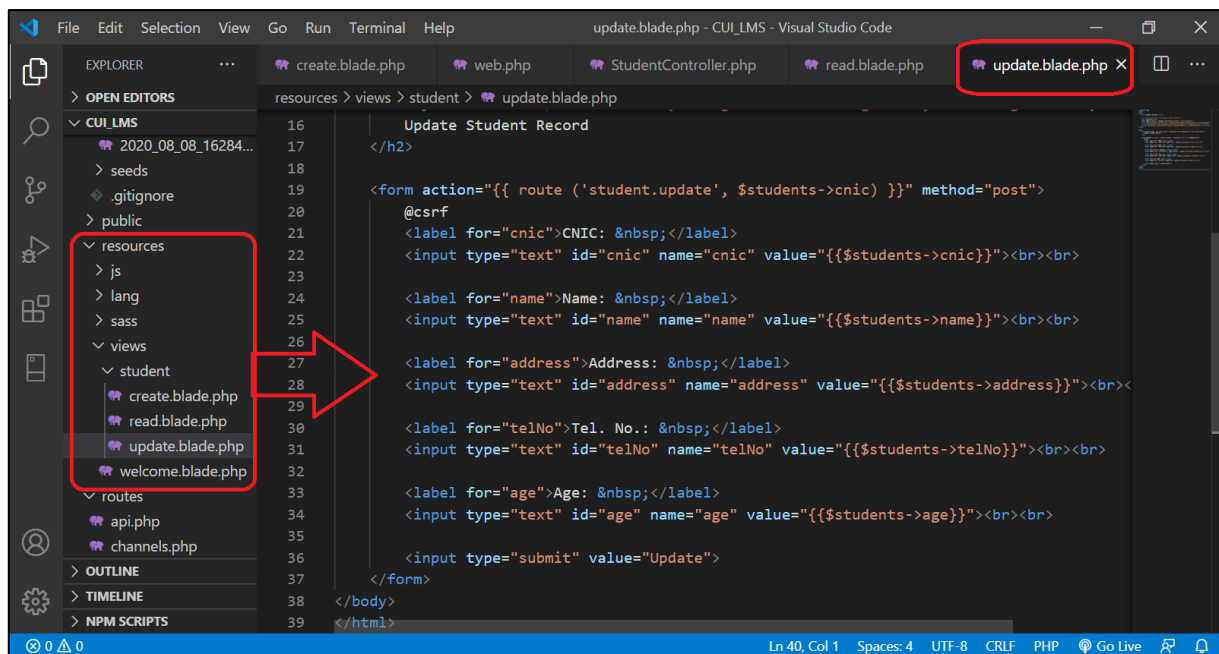 File Edit Selection View Go Run Terminal Help update.blade.php - CUI_LMS - Visual Studio Code
EXPLORER ... create.blade.php web.php StudentController.php read.blade.php update.blade.php
> OPEN EDITORS
resources > views > student > update.blade.php
CUI_LMS
2020_08_08_16284...
seeds
.gitignore
public
resources
js
lang
sass
views
student
create.blade.php
read.blade.php
update.blade.php
welcome.blade.php
routes
api.php
channels.php
OUTLINE
TIMELINE
NPM SCRIPTS
16 Update Student Record
17 </h2>
18
19 <form action="{{ route ('student.update', $students->cnic) }}" method="post">
20 @csrf
21 <label for="cnic">CNIC: &nbsp;</label>
22 <input type="text" id="cnic" name="cnic" value="{{$students->cnic}}"><br><br>
23
24 <label for="name">Name: &nbsp;</label>
25 <input type="text" id="name" name="name" value="{{$students->name}}"><br><br>
26
27 <label for="address">Address: &nbsp;</label>
28 <input type="text" id="address" name="address" value="{{$students->address}}"><br><
29
30 <label for="telNo">Tel. No.: &nbsp;</label>
31 <input type="text" id="telNo" name="telNo" value="{{$students->telNo}}"><br><br>
32
33 <label for="age">Age: &nbsp;</label>
34 <input type="text" id="age" name="age" value="{{$students->age}}"><br><br>
35
36 <input type="submit" value="Update">
37 </form>
38 </body>
39 </html>
0 0 Ln 40, Col 1 Spaces: 4 UTF-8 CRLF PHP Go Live